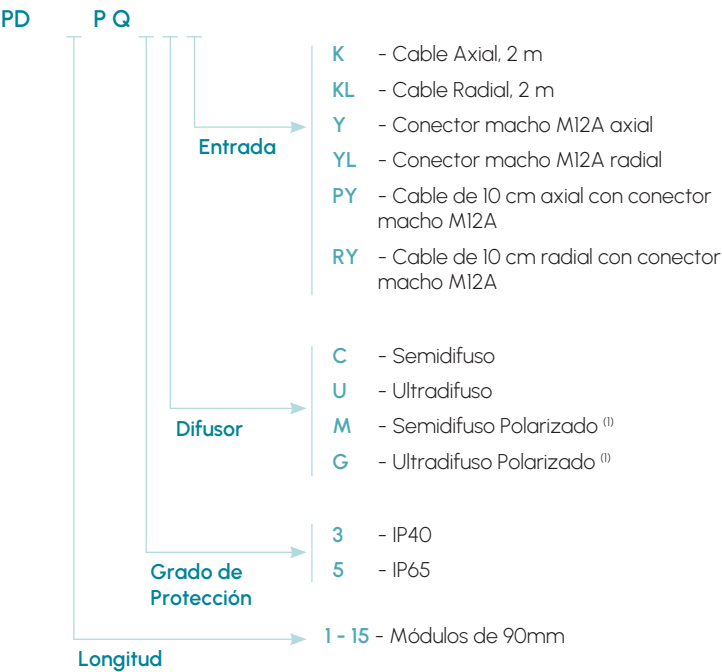 PD P Q
K - Cable Axial, 2 m
KL - Cable Radial, 2 m
Y - Conector macho M12A axial
Entrada
YL - Conector macho M12A radial
PY - Cable de 10 cm axial con conector
macho M12A
RY - Cable de 10 cm radial con conector
macho M12A
C - Semidifuso
U - Ultradifuso
Difusor
M - Semidifuso Polarizado (1)
G - Ultradifuso Polarizado (1)
3 - IP40
5 - IP65
Grado de
Protección
1 - 15 - Módulos de 90mm
Longitud